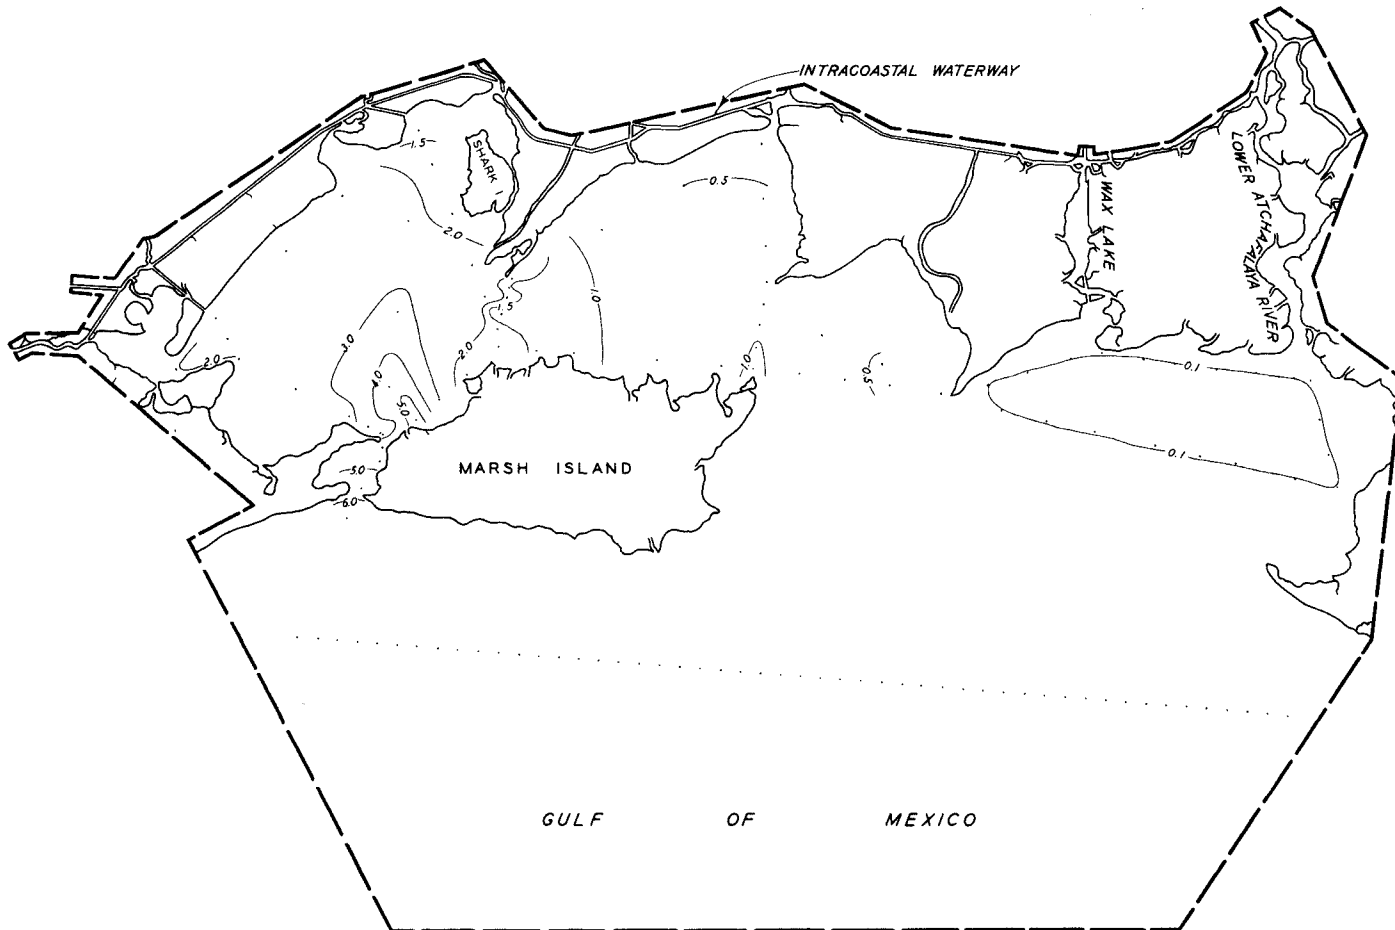 INTRACOASTAL WATERWAY
1.5
SHARK I
0.5
WAX LAKE
LOWER ATCHAFALAYA RIVER
2.0
1.0
1.5
3.0
2.0
2.0
1.0
0.5
4.0
5.0
0.1
0.1
5.0
6.0
MARSH ISLAND
GULF OF MEXICO